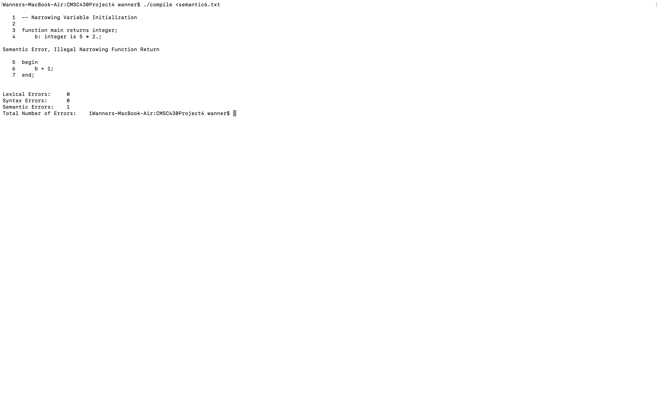 Wanners-MacBook-Air:CMSC430Project4 wanner$ ./compile <semantic6.txt
1 -- Narrowing Variable Initialization
2
3 function main returns integer;
4 b: integer is 5 * 2.;
Semantic Error, Illegal Narrowing Function Return
5 begin
6 b + 1;
7 end;
Lexical Errors: 0
Syntax Errors: 0
Semantic Errors: 1
Total Number of Errors: 1Wanners-MacBook-Air:CMSC430Project4 wanner$